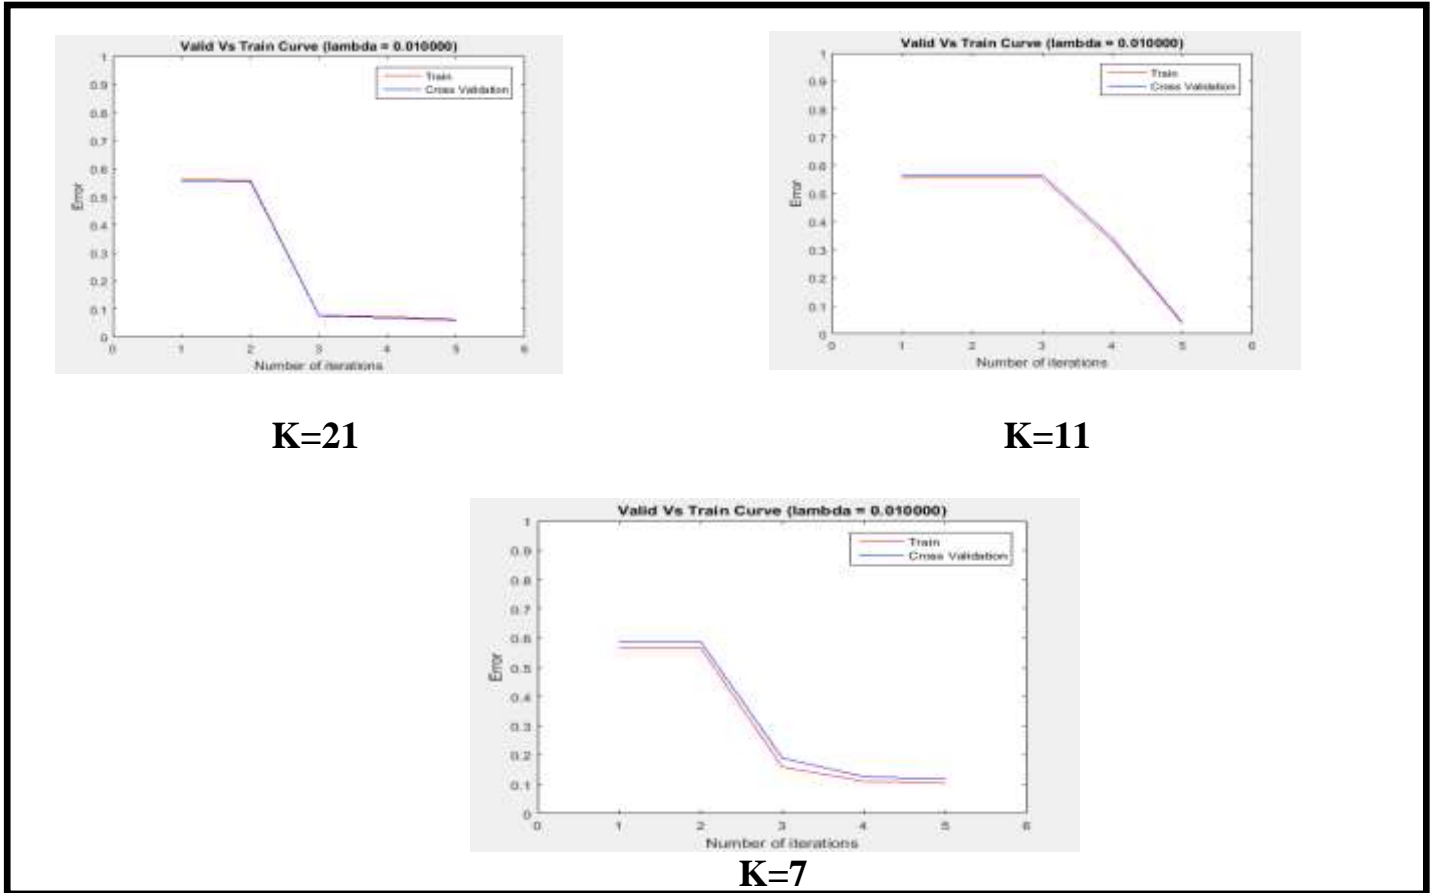 Valid Vs Train Curve (lambda = 0.010000)
Train
Cross Validation
1
0.9
0.8
0.7
0.6
0.5
0.4
0.3
0.2
0.1
0
Error
0 1 2 3 4 5 6
Number of iterations
K=21
Valid Vs Train Curve (lambda = 0.010000)
Train
Cross Validation
1
0.9
0.8
0.7
0.6
0.5
0.4
0.3
0.2
0.1
0
Error
0 1 2 3 4 5 6
Number of iterations
K=11
Valid Vs Train Curve (lambda = 0.010000)
Train
Cross Validation
1
0.9
0.8
0.7
0.6
0.5
0.4
0.3
0.2
0.1
0
Error
0 1 2 3 4 5 6
Number of iterations
K=7